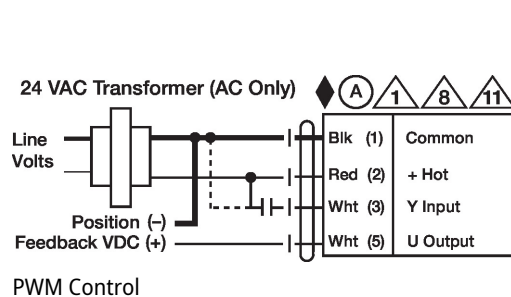 24 VAC Transformer (AC Only)
A 1 8 11
Line
Volts
Blk (1) Common
Red (2) + Hot
Wht (3) Y Input
Position (–)
Feedback VDC (+)
Wht (5) U Output
PWM Control